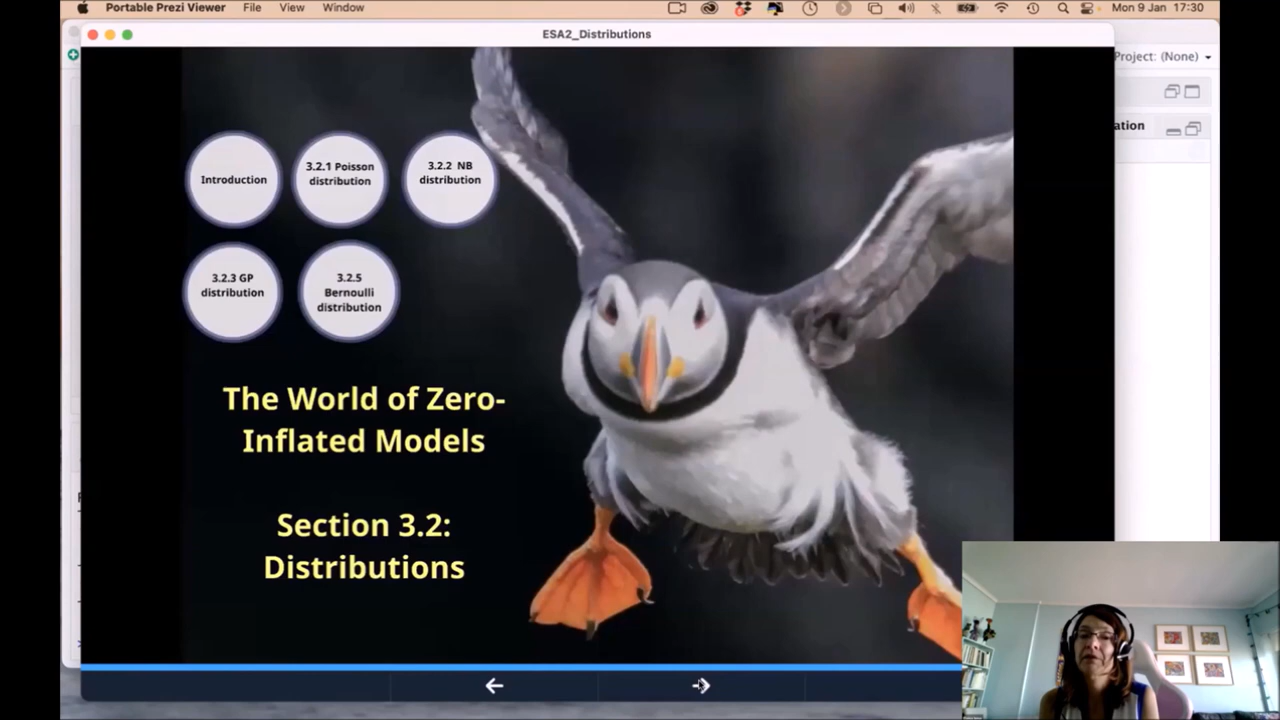 Portable Prezi Viewer File View Window Mon 9 Jan 17:30
ESA2_Distributions
Project: (None)
ation
Introduction
3.2.1 Poisson
distribution
3.2.2 NB
distribution
3.2.3 GP
distribution
3.2.5
Bernoulli
distribution
The World of Zero-
Inflated Models
Section 3.2:
Distributions